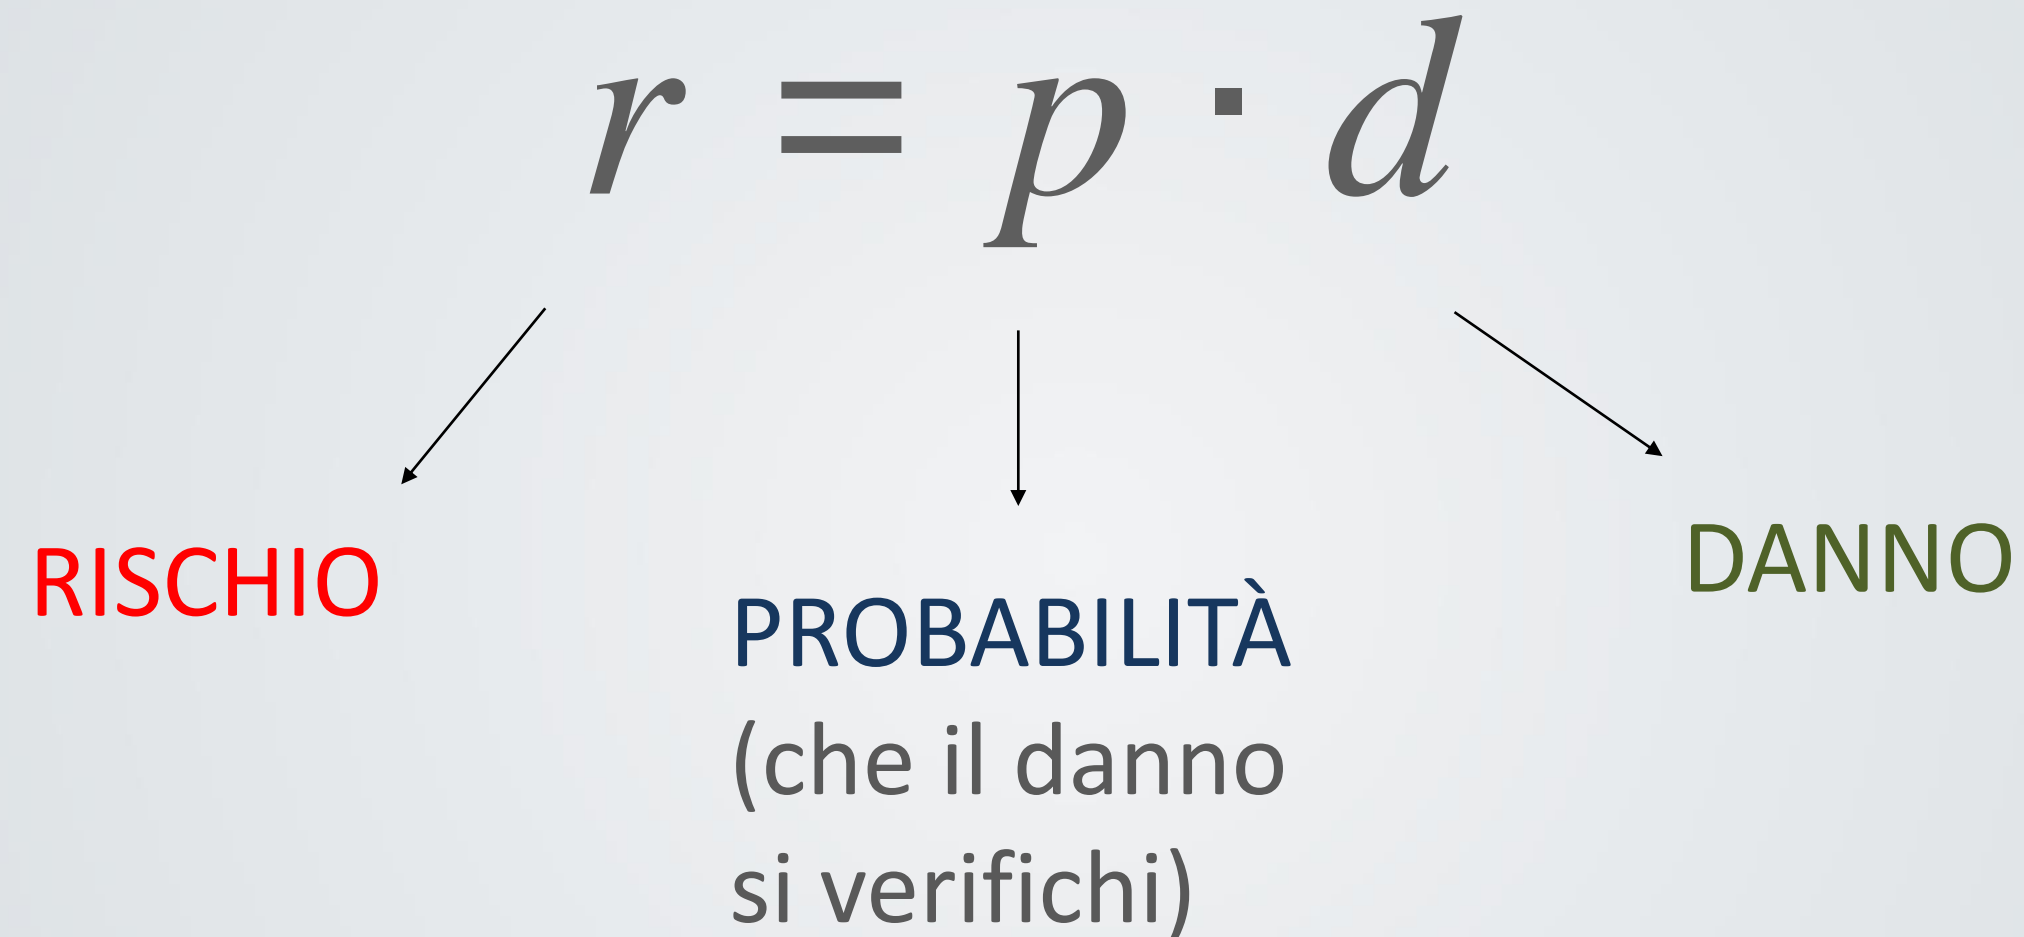 r = p · d
RISCHIO
PROBABILITÀ
(che il danno
si verifichi)
DANNO